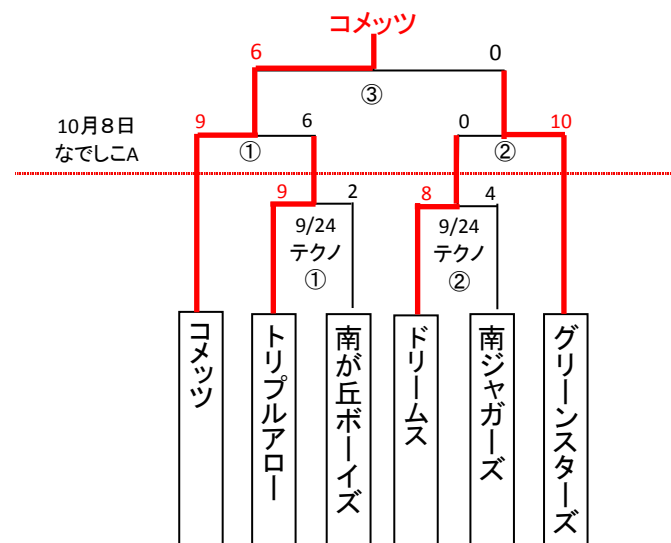 コメッツ
6
0
③
10月８日
なでしこA
9
6
0
10
①
②
9
2
8
4
9/24
テクノ
①
9/24
テクノ
②
コメッツ
トリプルアロー
南が丘ボーイズ
ドリームス
南ジャガーズ
グリーンスターズ